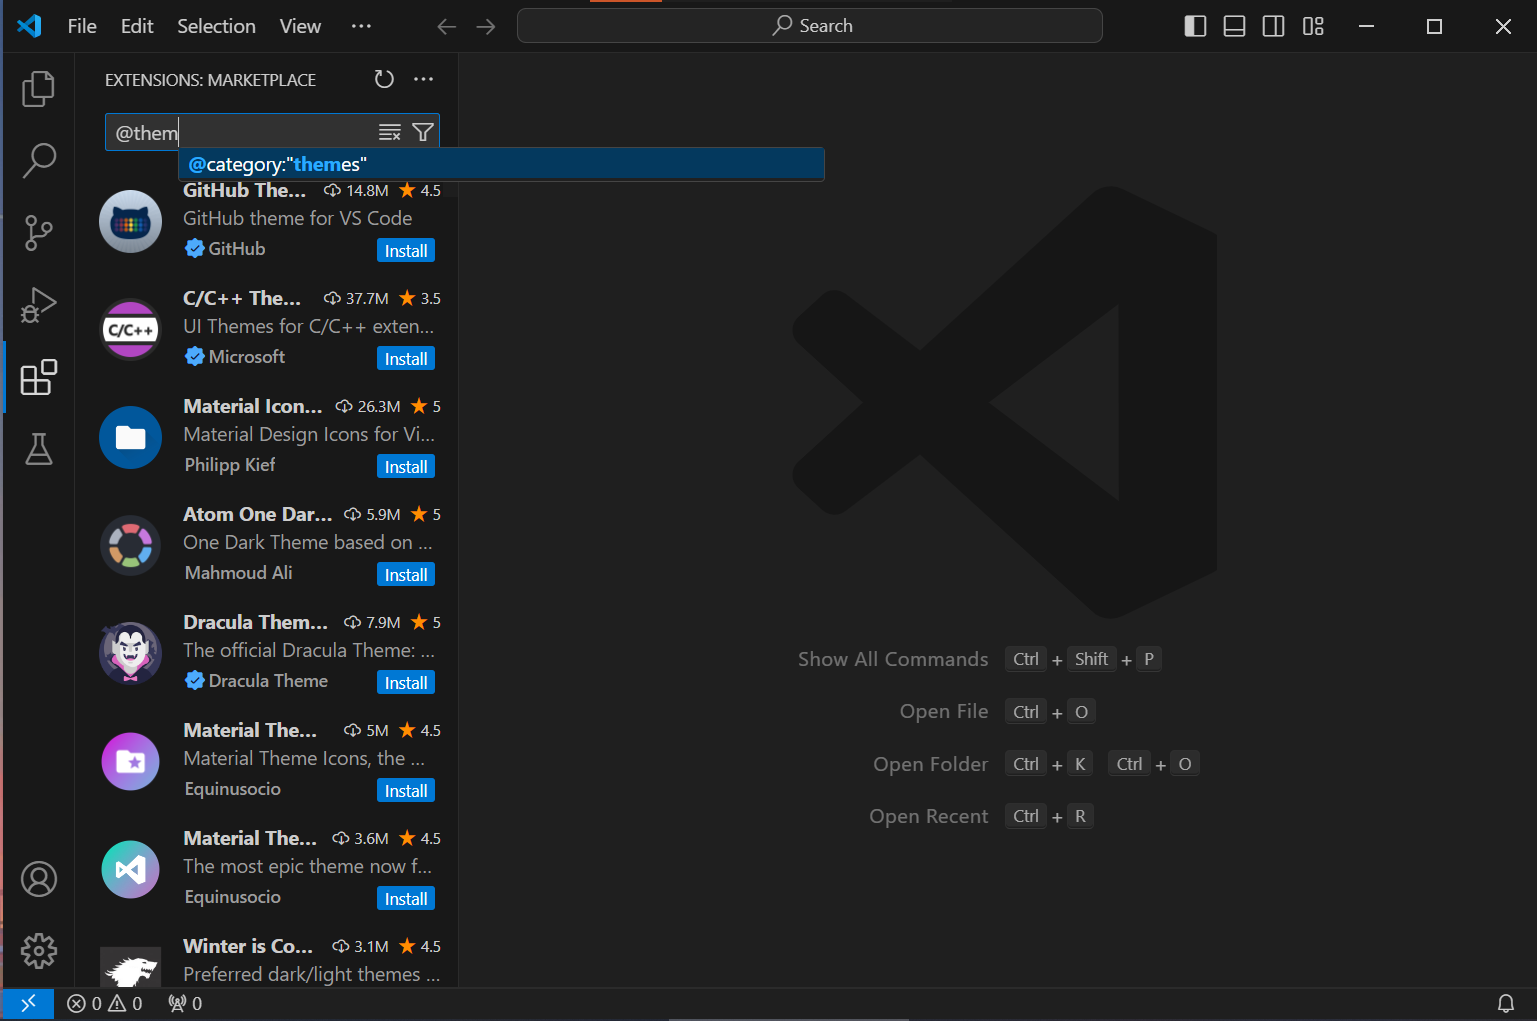 File Edit Selection View ··· Search
EXTENSIONS: MARKETPLACE
@them
@category:"themes"
GitHub The... 14.8M 4.5
GitHub theme for VS Code
GitHub Install
C/C++ The... 37.7M 3.5
C/C++
UI Themes for C/C++ exten...
Microsoft Install
Material Icon... 26.3M 5
Material Design Icons for Vi...
Philipp Kief Install
Atom One Dar... 5.9M 5
One Dark Theme based on ...
Mahmoud Ali Install
Dracula Them... 7.9M 5
The official Dracula Theme: ...
Dracula Theme Install
Material The... 5M 4.5
Material Theme Icons, the ...
Equinusocio Install
Material The... 3.6M 4.5
The most epic theme now f...
Equinusocio Install
Winter is Co... 3.1M 4.5
Preferred dark/light themes ...
Show All Commands Ctrl + Shift + P
Open File Ctrl + O
Open Folder Ctrl + K Ctrl + O
Open Recent Ctrl + R
0 0 0